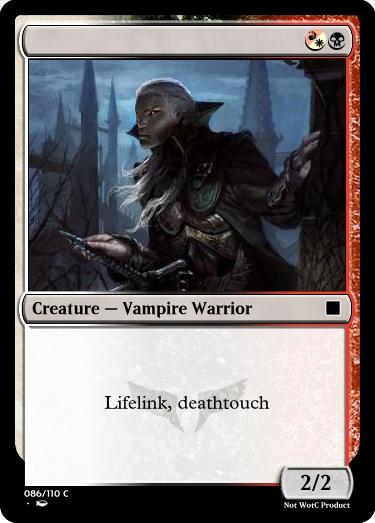 Creature — Vampire Warrior
Lifelink, deathtouch
2/2
086/110 C
Not WotC Product